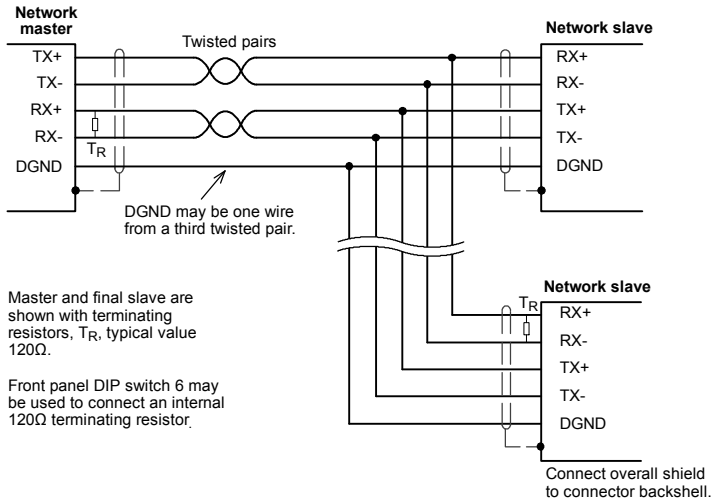 Network
master
TX+
TX-
RX+
RX-
TR
DGND
Twisted pairs
Network slave
RX+
RX-
TX+
TX-
DGND
DGND may be one wire
from a third twisted pair.
Master and final slave are
shown with terminating
resistors, TR, typical value
120Ω.
Front panel DIP switch 6 may
be used to connect an internal
120Ω terminating resistor.
Network slave
TR
RX+
RX-
TX+
TX-
DGND
Connect overall shield
to connector backshell.